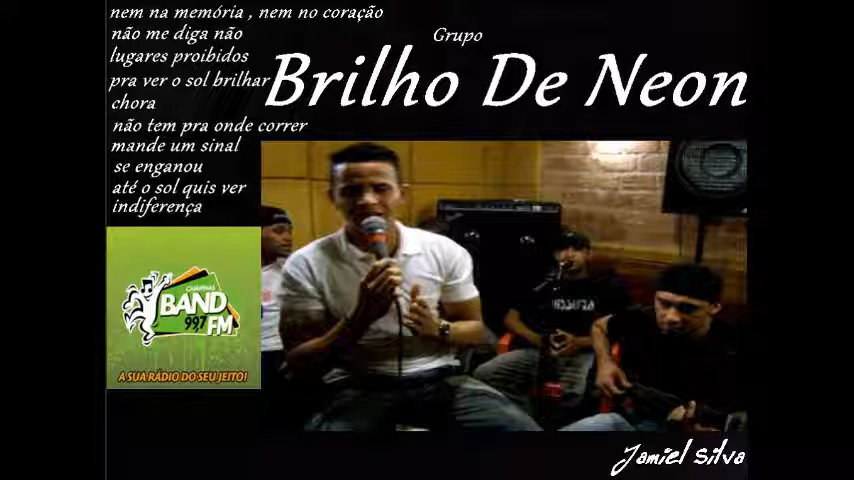 nem na memória , nem no coração
não me diga não
lugares proibidos
pra ver o sol brilhar
chora
não tem pra onde correr
mande um sinal
se enganou
até o sol quis ver
indiferença
Grupo
Brilho De Neon
CAMPINAS
BAND
99,7 FM
A SUA RÁDIO DO SEU JEITO!
Jamiel Silva